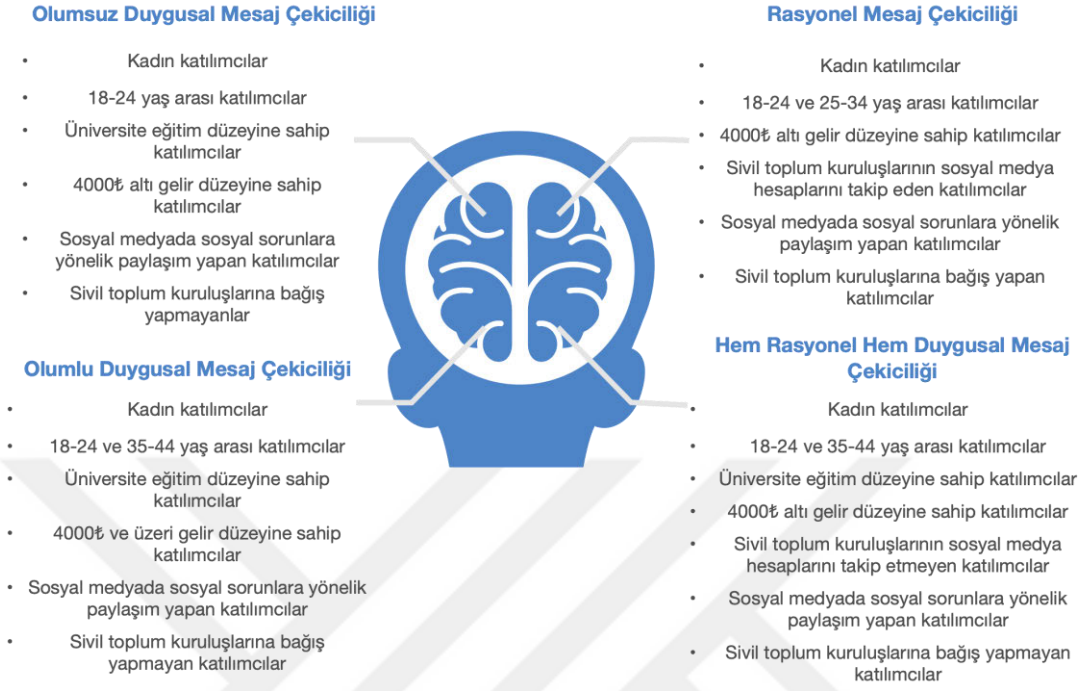 Olumsuz Duygusal Mesaj Çekiciliği
• Kadın katılımcılar
• 18-24 yaş arası katılımcılar
• Üniversite eğitim düzeyine sahip
katılımcılar
• 4000₺ altı gelir düzeyine sahip
katılımcılar
• Sosyal medyada sosyal sorunlara
yönelik paylaşım yapan katılımcılar
• Sivil toplum kuruluşlarına bağış
yapmayanlar
Olumlu Duygusal Mesaj Çekiciliği
• Kadın katılımcılar
• 18-24 ve 35-44 yaş arası katılımcılar
• Üniversite eğitim düzeyine sahip
katılımcılar
• 4000₺ ve üzeri gelir düzeyine sahip
katılımcılar
• Sosyal medyada sosyal sorunlara yönelik
paylaşım yapan katılımcılar
• Sivil toplum kuruluşlarına bağış
yapmayan katılımcılar
Rasyonel Mesaj Çekiciliği
• Kadın katılımcılar
• 18-24 ve 25-34 yaş arası katılımcılar
• 4000₺ altı gelir düzeyine sahip katılımcılar
• Sivil toplum kuruluşlarının sosyal medya
hesaplarını takip eden katılımcılar
• Sosyal medyada sosyal sorunlara yönelik
paylaşım yapan katılımcılar
• Sivil toplum kuruluşlarına bağış yapan
katılımcılar
Hem Rasyonel Hem Duygusal Mesaj
Çekiciliği
• Kadın katılımcılar
• 18-24 ve 35-44 yaş arası katılımcılar
• Üniversite eğitim düzeyine sahip katılımcılar
• 4000₺ altı gelir düzeyine sahip katılımcılar
• Sivil toplum kuruluşlarının sosyal medya
hesaplarını takip etmeyen katılımcılar
• Sosyal medyada sosyal sorunlara yönelik
paylaşım yapan katılımcılar
• Sivil toplum kuruluşlarına bağış yapmayan
katılımcılar